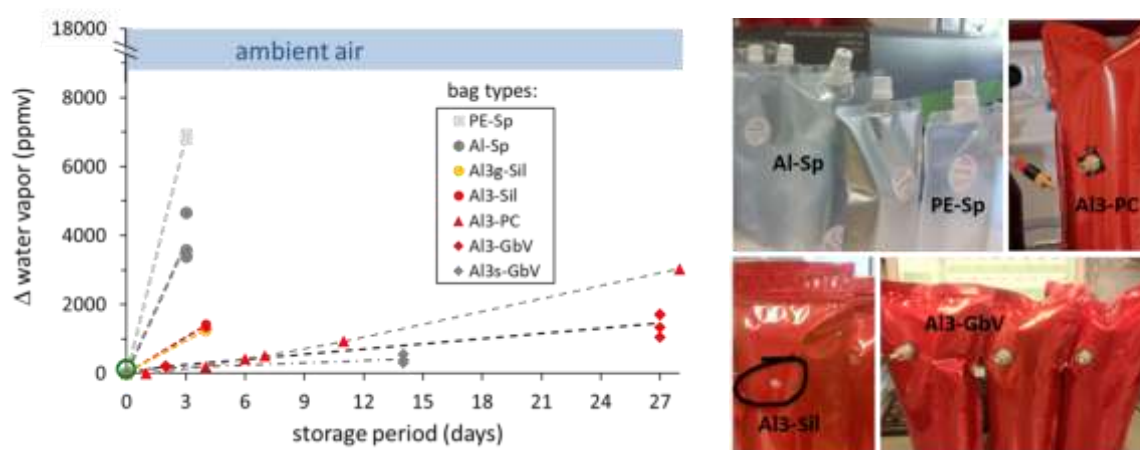 18000
ambient air
bag types:
PE-Sp
Al-Sp
Al3g-Sil
Al3-Sil
Al3-PC
Al3-GbV
Al3s-GbV
8000
6000
4000
2000
0
Δ water vapor (ppmv)
0 3 6 9 12 15 18 21 24 27
storage period (days)
Al-Sp
PE-Sp
Al3-PC
Al3-Sil
Al3-GbV